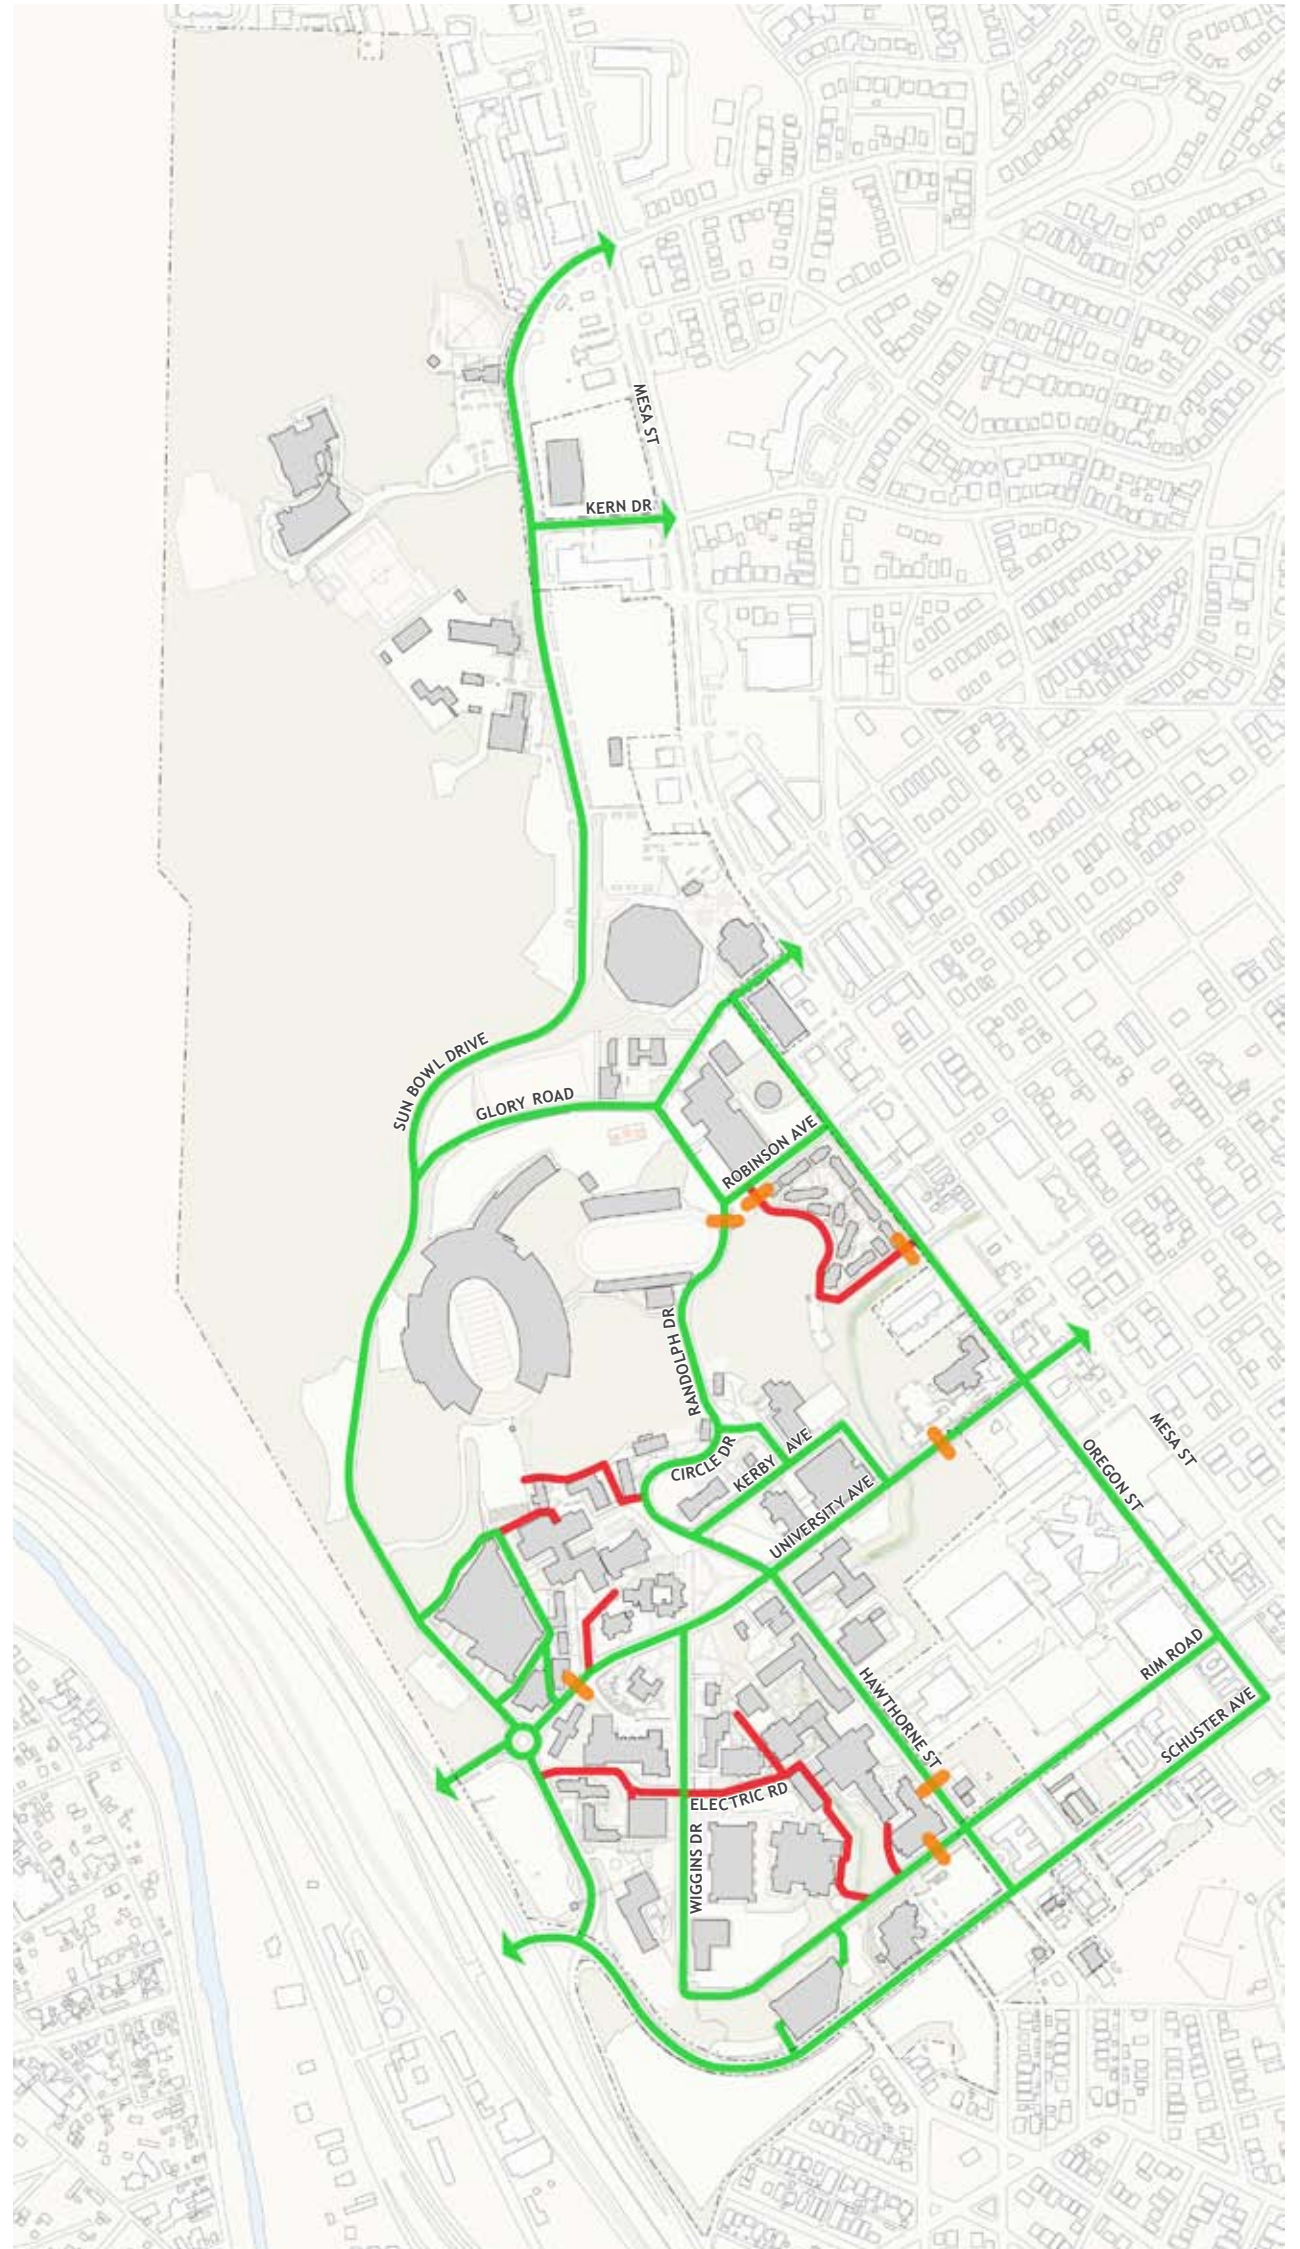 MESA ST
KERN DR
SUN BOWL DRIVE
GLORY ROAD
ROBINSON AVE
RANDOLPH DR
CIRCLE DR
KERBY AVE
UNIVERSITY AVE
OREGON ST
MESA ST
HAWTHORNE ST
RIM ROAD
SCHUSTER AVE
ELECTRIC RD
WIGGINS DR